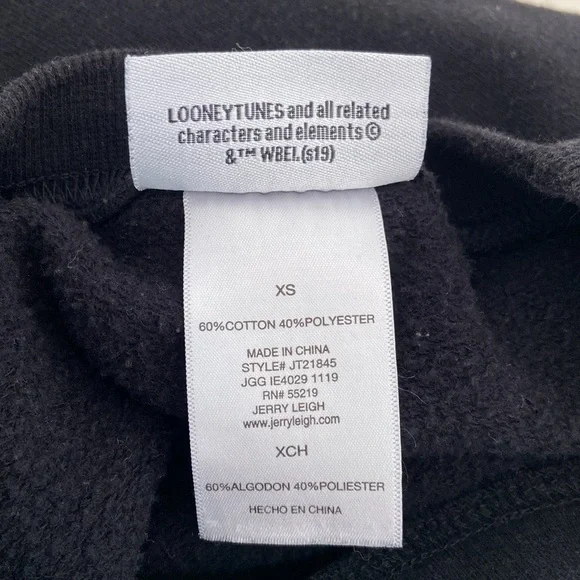 LOONEYTUNES and all related
characters and elements ©
&™ WBEI. (s19)
XS
60%COTTON 40%POLYESTER
MADE IN CHINA
STYLE# JT21845
JGG IE4029 1119
RN# 55219
JERRY LEIGH
www.jerryleigh.com
XCH
60%ALGODON 40%POLIESTER
HECHO EN CHINA